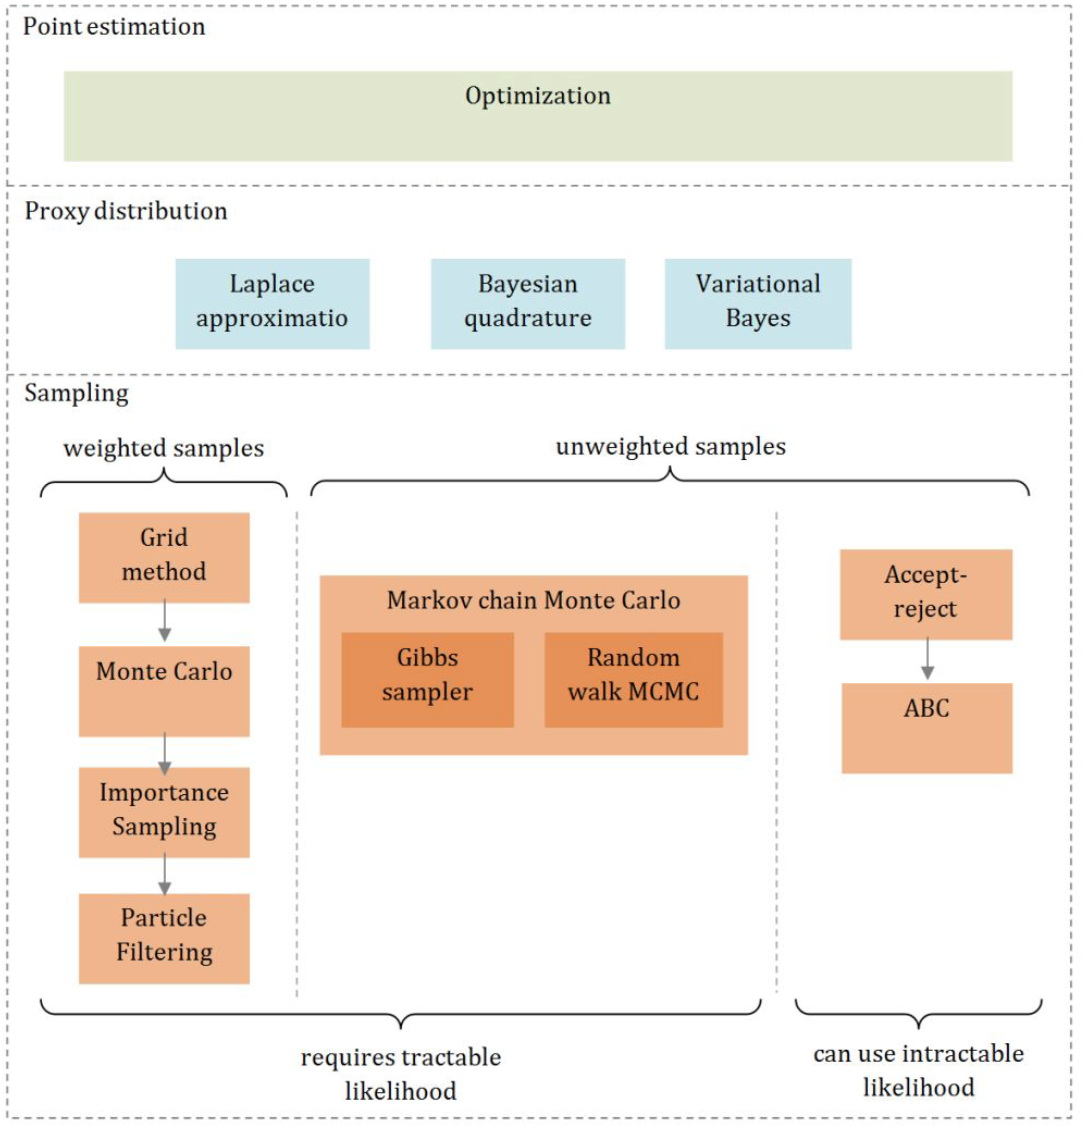 Point estimation
Optimization
Proxy distribution
Laplace
approximatio
Bayesian
quadrature
Variational
Bayes
Sampling
weighted samples
unweighted samples
Grid
method
Monte Carlo
Importance
Sampling
Particle
Filtering
Markov chain Monte Carlo
Gibbs
sampler
Random
walk MCMC
Accept-
reject
ABC
requires tractable
likelihood
can use intractable
likelihood